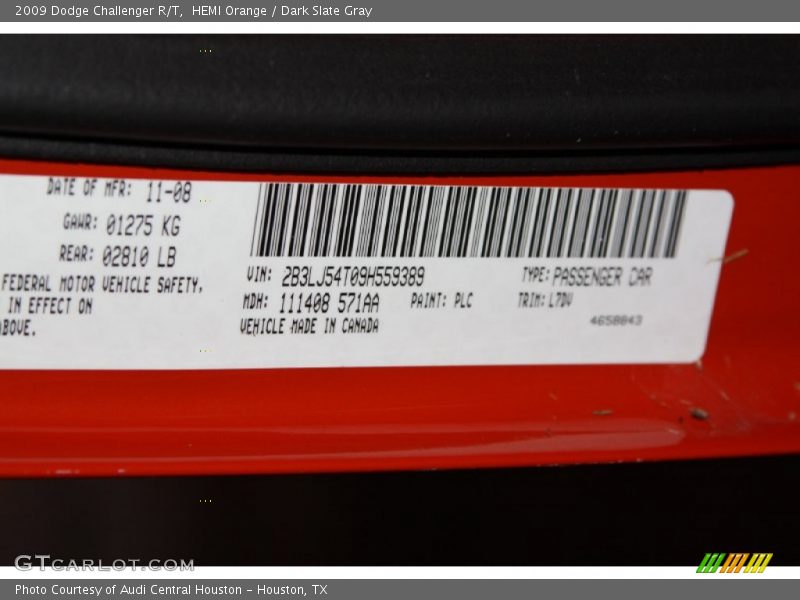 2009 Dodge Challenger R/T,  HEMI Orange / Dark Slate Gray
DATE OF MFR: 11-08
GAWR: 01275 KG
REAR: 02810 LB
FEDERAL MOTOR VEHICLE SAFETY,
IN EFFECT ON
ABOVE.
VIN: 2B3LJ54T09H559389
TYPE: PASSENGER CAR
MDH: 111408 571AA
PAINT: PLC
TRIM: L7DV
VEHICLE MADE IN CANADA
4658843
GTCARLOT.COM
Photo Courtesy of Audi Central Houston - Houston, TX